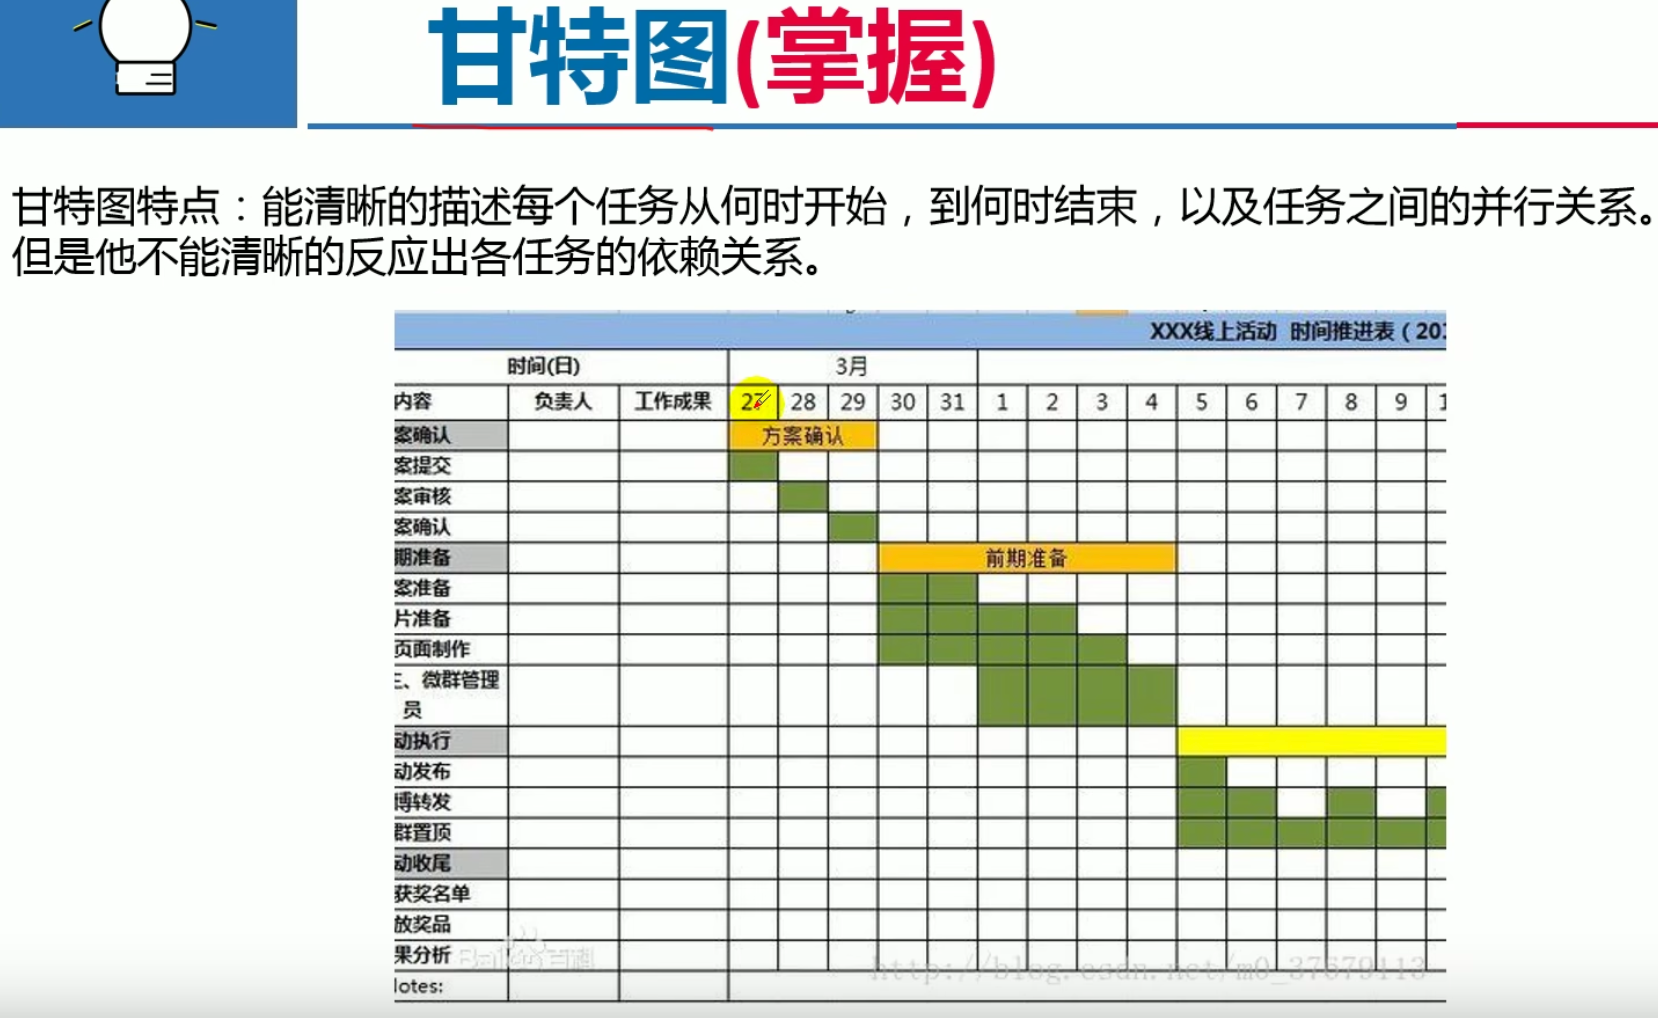 甘特图(掌握)
甘特图特点：能清晰的描述每个任务从何时开始，到何时结束，以及任务之间的并行关系。
但是他不能清晰的反应出各任务的依赖关系。
XXX线上活动 时间推进表（201
时间(日) 3月
内容 负责人 工作成果 27 28 29 30 31 1 2 3 4 5 6 7 8 9 1
案确认 方案确认
案提交
案审核
案确认
期准备 前期准备
案准备
片准备
页面制作
、微群管理
员
动执行
动发布
博转发
群置顶
动收尾
获奖名单
放奖品
果分析 Baidu百科
http://blog.csdn.net/m0_37679113
lotes: